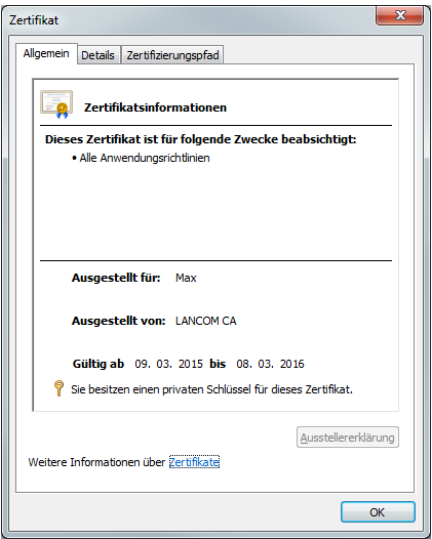 Zertifikat
Allgemein Details Zertifizierungspfad
Zertifikatsinformationen
Dieses Zertifikat ist für folgende Zwecke beabsichtigt:
• Alle Anwendungsrichtlinien
Ausgestellt für: Max
Ausgestellt von: LANCOM CA
Gültig ab 09. 03. 2015 bis 08. 03. 2016
Sie besitzen einen privaten Schlüssel für dieses Zertifikat.
Ausstellererklärung
Weitere Informationen über Zertifikate
OK